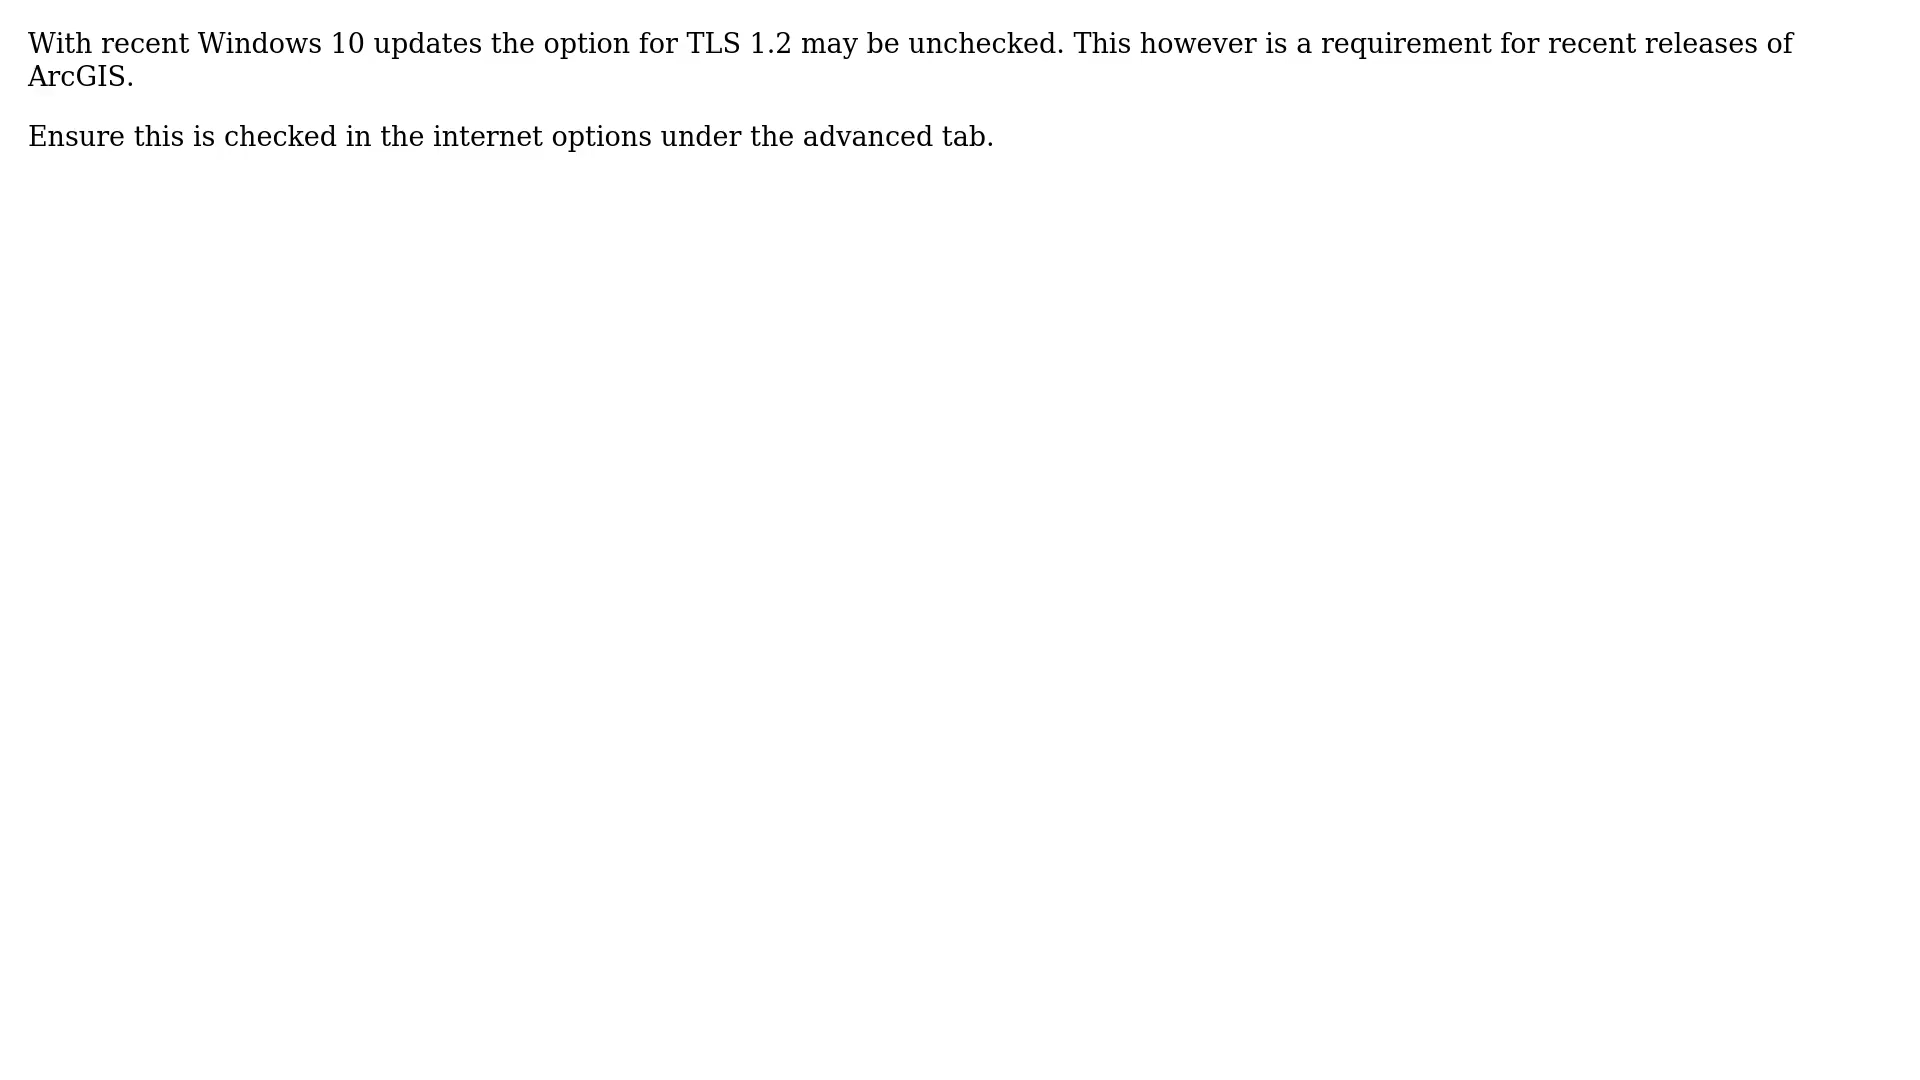 With recent Windows 10 updates the option for TLS 1.2 may be unchecked. This however is a requirement for recent releases of
ArcGIS.
Ensure this is checked in the internet options under the advanced tab.